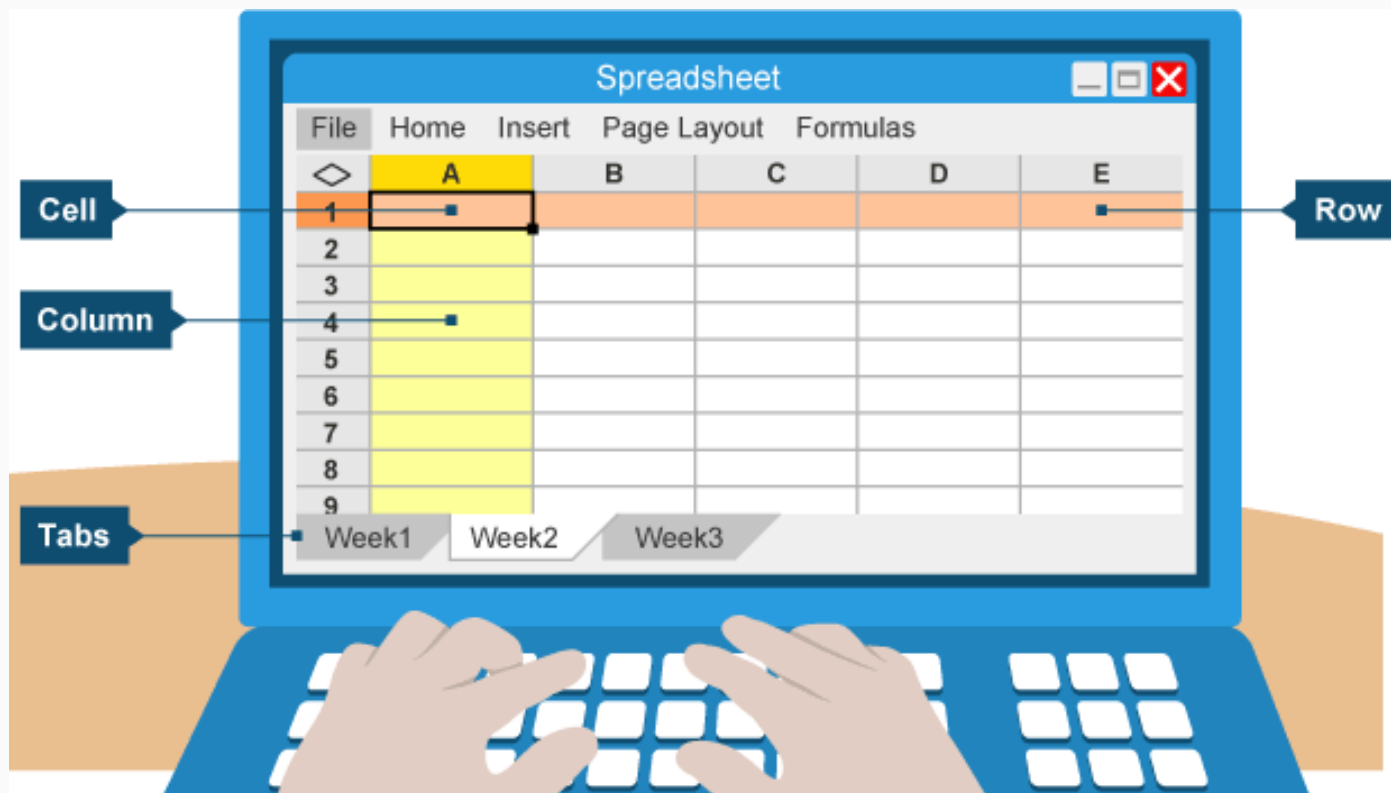 Spreadsheet
File Home Insert Page Layout Formulas
A B C D E
Cell
1
Row
2
3
Column
4
5
6
7
8
9
Tabs
Week1 Week2 Week3